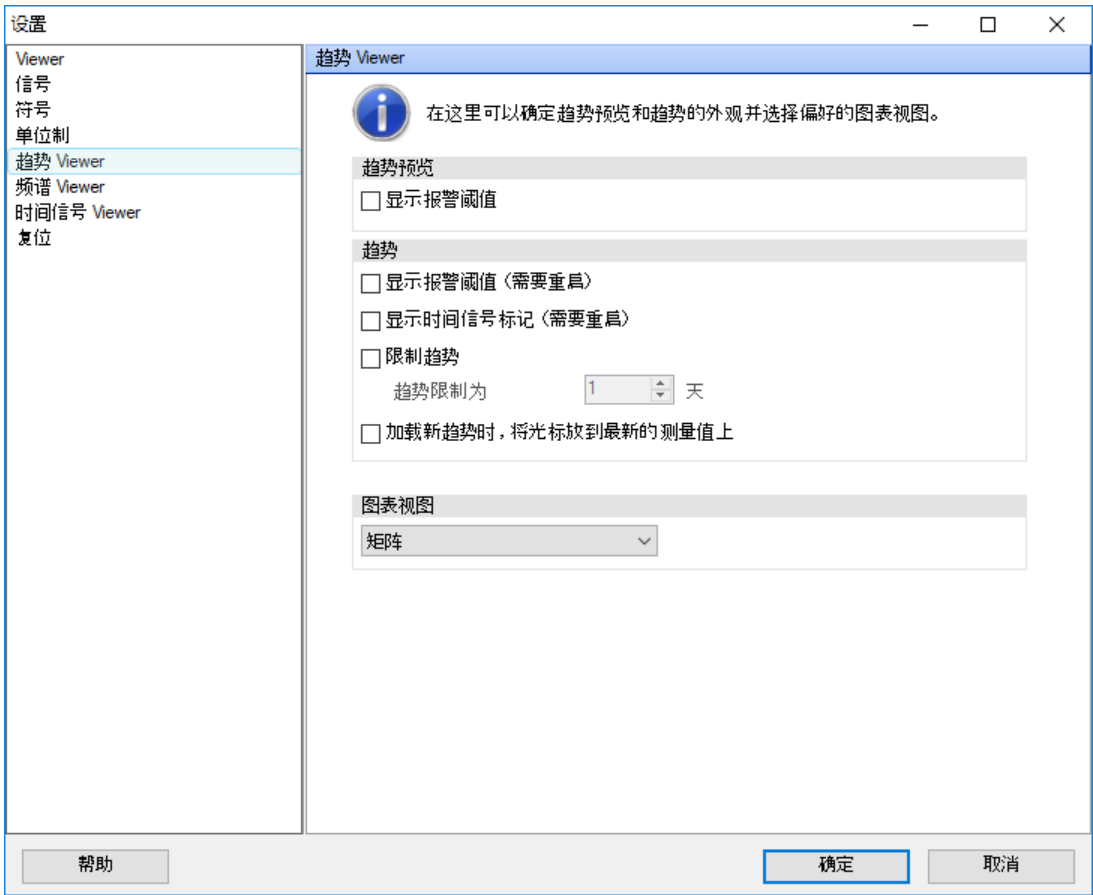 设置
Viewer
信号
符号
单位制
趋势 Viewer
频谱 Viewer
时间信号 Viewer
复位
趋势 Viewer
在这里可以确定趋势预览和趋势的外观并选择偏好的图表视图。
趋势预览
显示报警阈值
趋势
显示报警阈值（需要重启）
显示时间信号标记（需要重启）
限制趋势
趋势限制为 1 天
加载新趋势时，将光标放到最新的测量值上
图表视图
矩阵
帮助 确定 取消